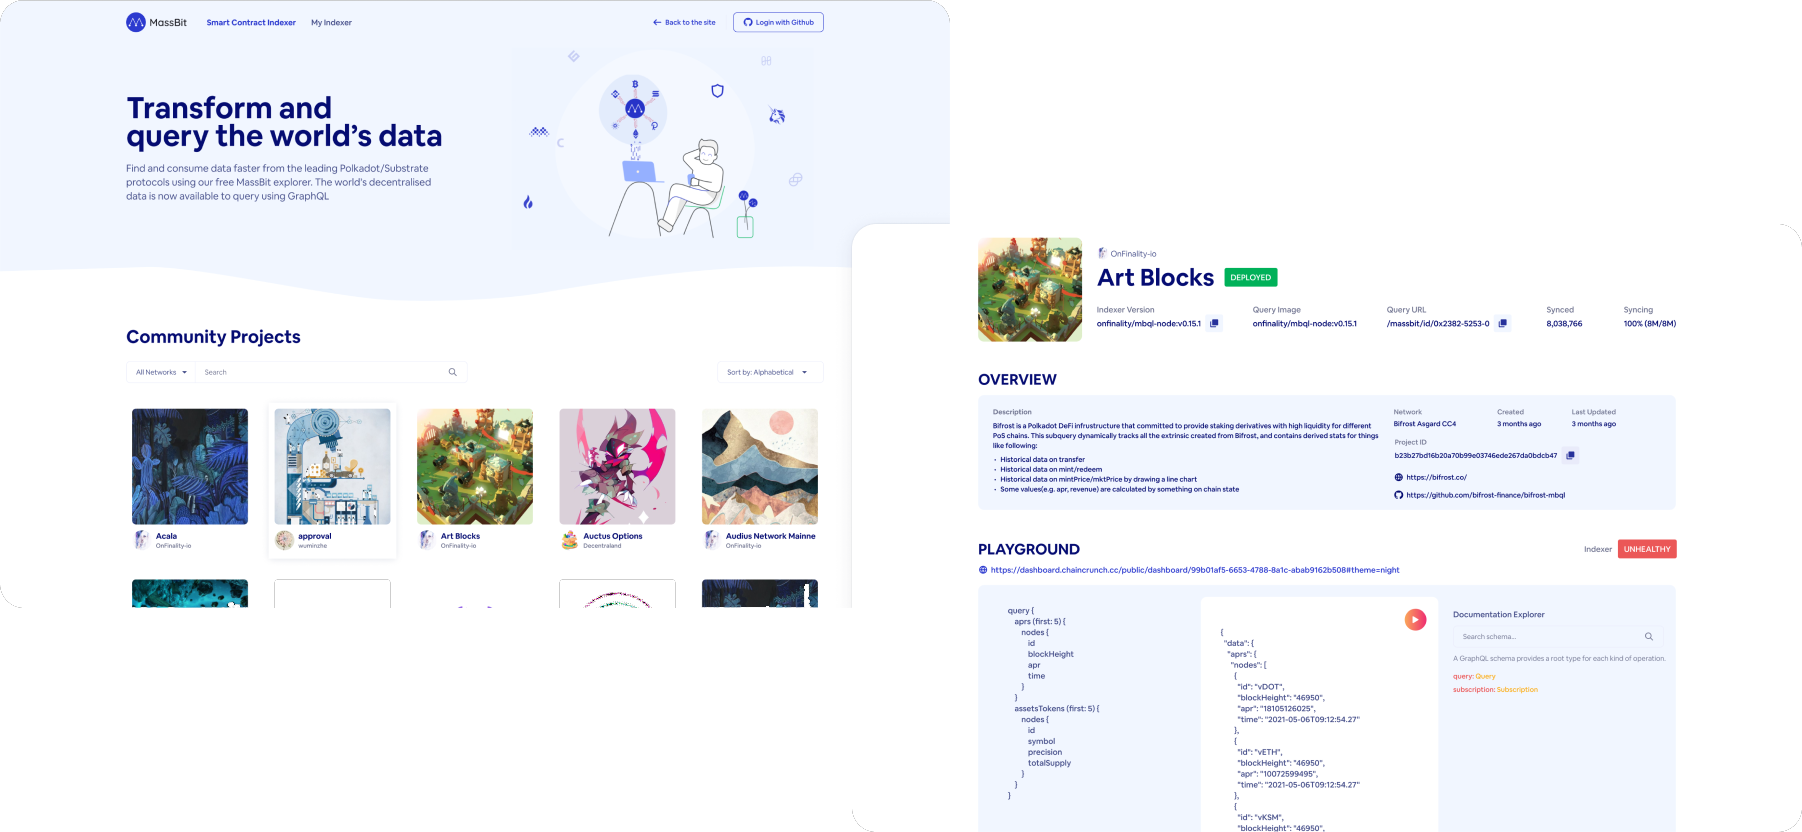 MassBit
Smart Contract Indexer
My Indexer
Back to the site
Login with Github
Transform and
query the world's data
Find and consume data faster from the leading Polkadot/Substrate
protocols using our free MassBit explorer. The world's decentralised
data is now available to query using GraphQL
Community Projects
All Networks
Search
Sort by: Alphabetical
Acala
OnFinality-io
approval
wuminzhe
Art Blocks
OnFinality-io
Auctus Options
Decentraland
Audius Network Mainne
OnFinality-io
OnFinality-io
Art Blocks
DEPLOYED
Indexer Version
onfinality/mbql-node:v0.15.1
Query Image
onfinality/mbql-node:v0.15.1
Query URL
/massbit/id/0x2382-5253-0
Synced
8,038,766
Syncing
100% (8M/8M)
OVERVIEW
Description
Bifrost is a Polkadot DeFi infrustructure that committed to provide staking derivatives with high liquidity for different
PoS chains. This subquery dynamically tracks all the extrinsic created from Bifrost, and contains derived stats for things
like following:
• Historical data on transfer
• Historical data on mint/redeem
• Historical data on mintPrice/mktPrice by drawing a line chart
• Some values(e.g. apr, revenue) are calculated by something on chain state
Network
Bifrost Asgard CC4
Created
3 months ago
Last Updated
3 months ago
Project ID
b23b27bd16b20a70b99e03746ede267da0bdcb47
https://bifrost.co/
https://github.com/bifrost-finance/bifrost-mbql
PLAYGROUND
Indexer
UNHEALTHY
https://dashboard.chaincrunch.cc/public/dashboard/99b01af5-6653-4788-8a1c-abab9162b508#theme=night
query {
aprs (first: 5) {
nodes {
id
blockHeight
apr
time
}
}
assetsTokens (first: 5) {
nodes {
id
symbol
precision
totalSupply
}
}
}
{
"data": {
"aprs": {
"nodes": [
{
"id": "vDOT",
"blockHeight": "46950",
"apr": "18105126025",
"time": "2021-05-06T09:12:54.27"
},
{
"id": "vETH",
"blockHeight": "46950",
"apr": "10072599495",
"time": "2021-05-06T09:12:54.27"
},
{
"id": "vKSM",
"blockHeight": "46950",
Documentation Explorer
Search schema...
A GraphQL schema provides a root type for each kind of operation.
query: Query
subscription: Subscription